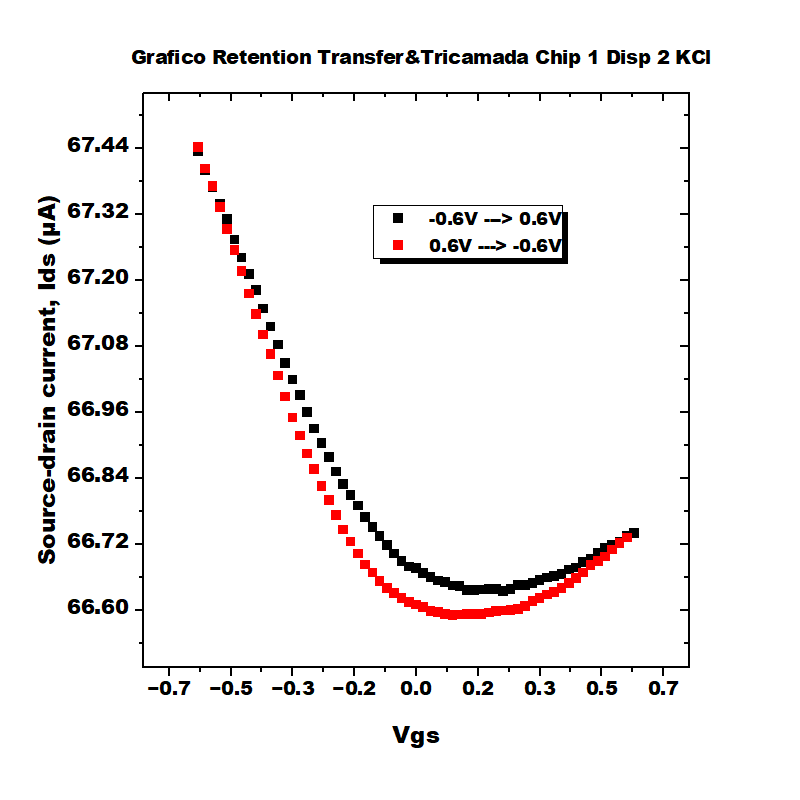 Grafico Retention Transfer&Tricamada Chip 1 Disp 2 KCl
67.44
67.32
67.20
67.08
66.96
66.84
66.72
66.60
Source-drain current, Ids (µA)
-0.6V ---> 0.6V
0.6V ---> -0.6V
−0.7 −0.5 −0.3 −0.2 0.0 0.2 0.3 0.5 0.7
Vgs